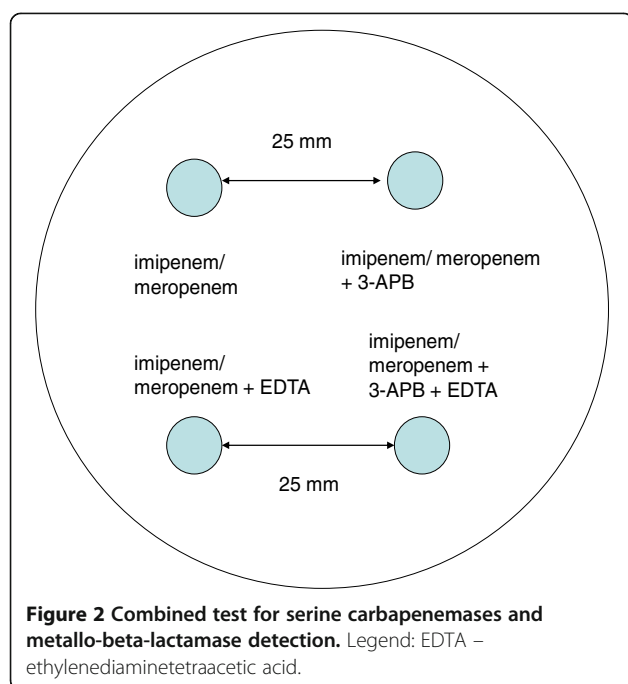 25 mm
imipenem/
meropenem
imipenem/ meropenem
+ 3-APB
imipenem/
meropenem + EDTA
imipenem/
meropenem +
3-APB + EDTA
25 mm
Figure 2 Combined test for serine carbapenemases and
metallo-beta-lactamase detection. Legend: EDTA –
ethylenediaminetetraacetic acid.